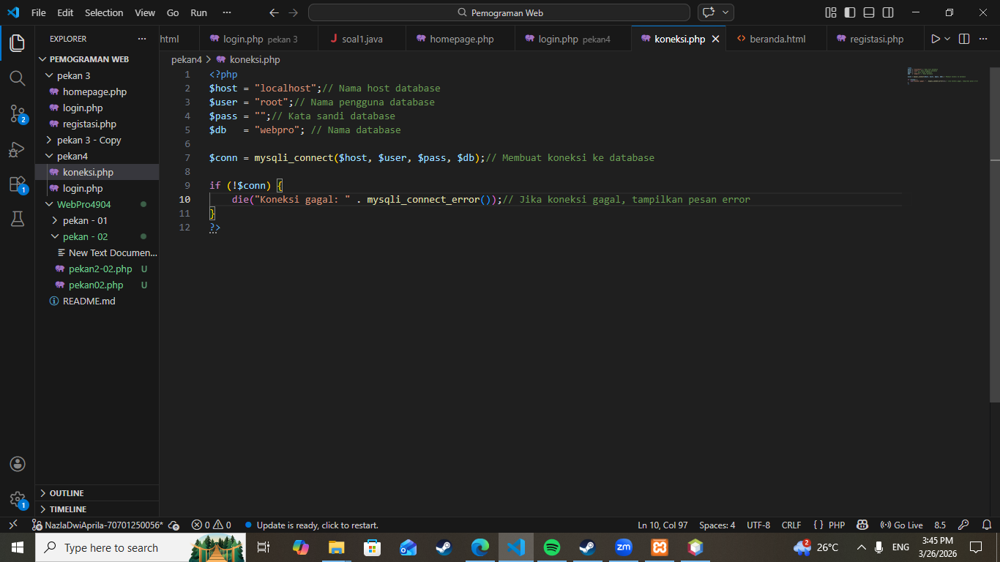 File Edit Selection View Go Run ··· Pemograman Web
EXPLORER ···
html login.php pekan 3 soal1.java homepage.php login.php pekan4 koneksi.php beranda.html registasi.php ···
PEMOGRAMAN WEB
pekan 3
homepage.php
login.php
registasi.php
pekan 3 - Copy
pekan4
koneksi.php
login.php
WebPro4904
pekan - 01
pekan - 02
New Text Documen...
pekan2-02.php U
pekan02.php U
README.md
OUTLINE
TIMELINE
2
1
1
pekan4 > koneksi.php
1 <?php
2 $host = "localhost";// Nama host database
3 $user = "root";// Nama pengguna database
4 $pass = "";// Kata sandi database
5 $db   = "webpro"; // Nama database
6
7 $conn = mysqli_connect($host, $user, $pass, $db);// Membuat koneksi ke database
8
9 if (!$conn) {
10     die("Koneksi gagal: " . mysqli_connect_error());// Jika koneksi gagal, tampilkan pesan error
11 }
12 ?>
NazlaDwiAprila-70701250056* 0 0 Update is ready, click to restart. Ln 10, Col 97 Spaces: 4 UTF-8 CRLF { } PHP Go Live 8.5
Type here to search zm 2 26°C ENG 3:45 PM
3/26/2026